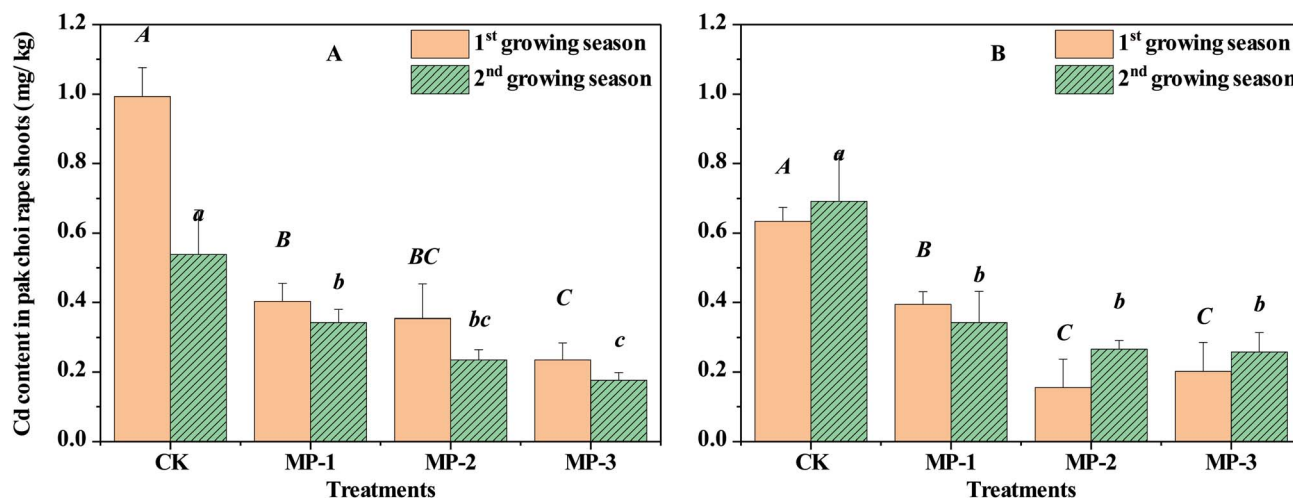 Cd content in pak choi rape shoots (mg/ kg)
1.2
1.0
0.8
0.6
0.4
0.2
0.0
A
1st growing season
2nd growing season
A
a
B
b
BC
bc
C
c
CK
MP-1
MP-2
MP-3
Treatments
1.2
1.0
0.8
0.6
0.4
0.2
0.0
B
1st growing season
2nd growing season
A
a
B
b
C
b
C
b
CK
MP-1
MP-2
MP-3
Treatments